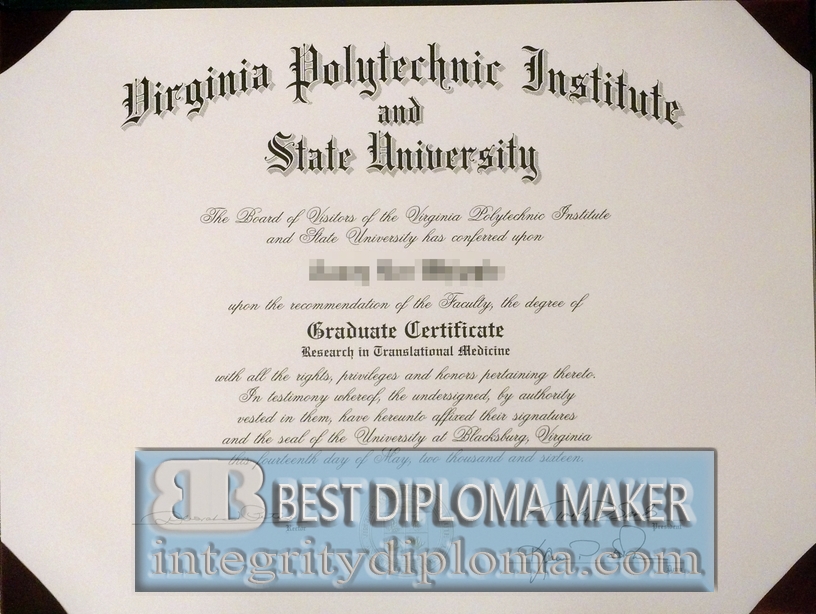 Virginia Polytechnic Institute
and
State University
The Board of Visitors of the Virginia Polytechnic Institute
and State University has conferred upon
upon the recommendation of the Faculty, the degree of
Graduate Certificate
Research in Translational Medicine
with all the rights, privileges and honors pertaining thereto.
In testimony whereof, the undersigned, by authority
vested in them, have hereunto affixed their signatures
and the seal of the University at Blacksburg, Virginia
this fourteenth day of May, two thousand and sixteen.
BEST DIPLOMA MAKER
integritydiploma.com